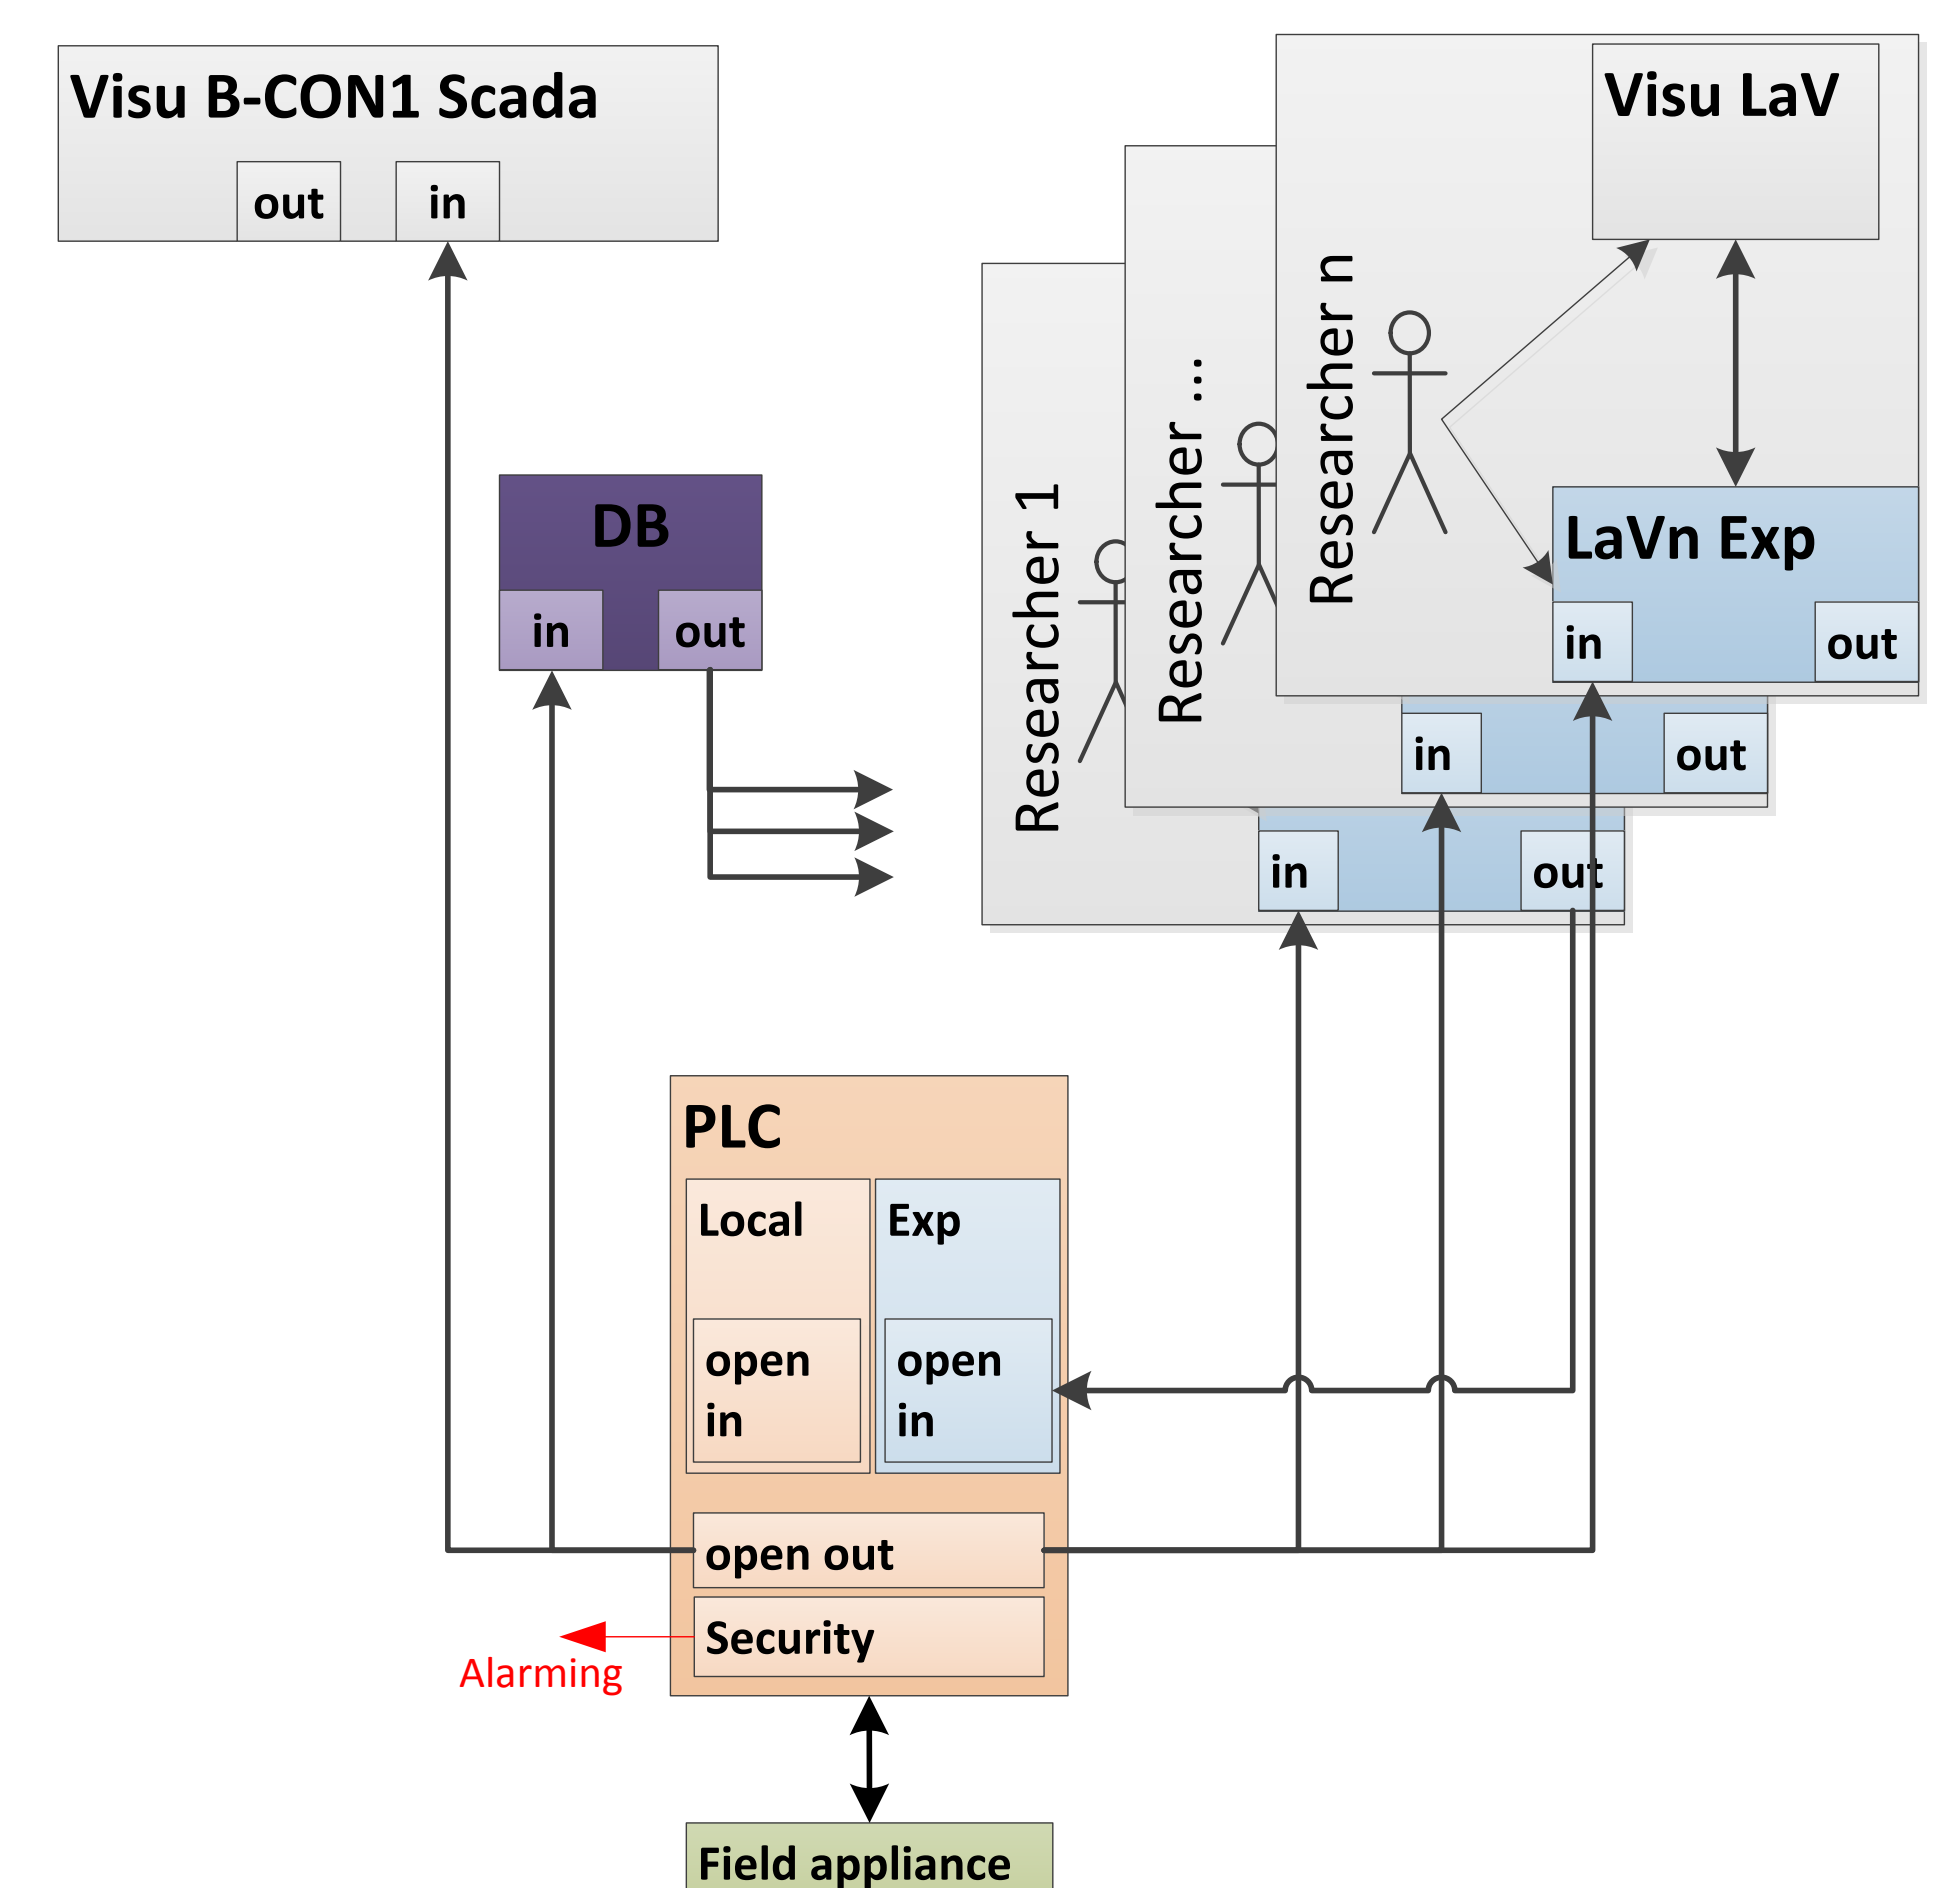 Visu B-CON1 Scada
out
in
Visu LaV
Researcher n
Researcher ...
Researcher 1
DB
in
out
LaVn Exp
in
out
in
out
in
out
PLC
Local
Exp
open
in
open
in
open out
Security
Alarming
Field appliance